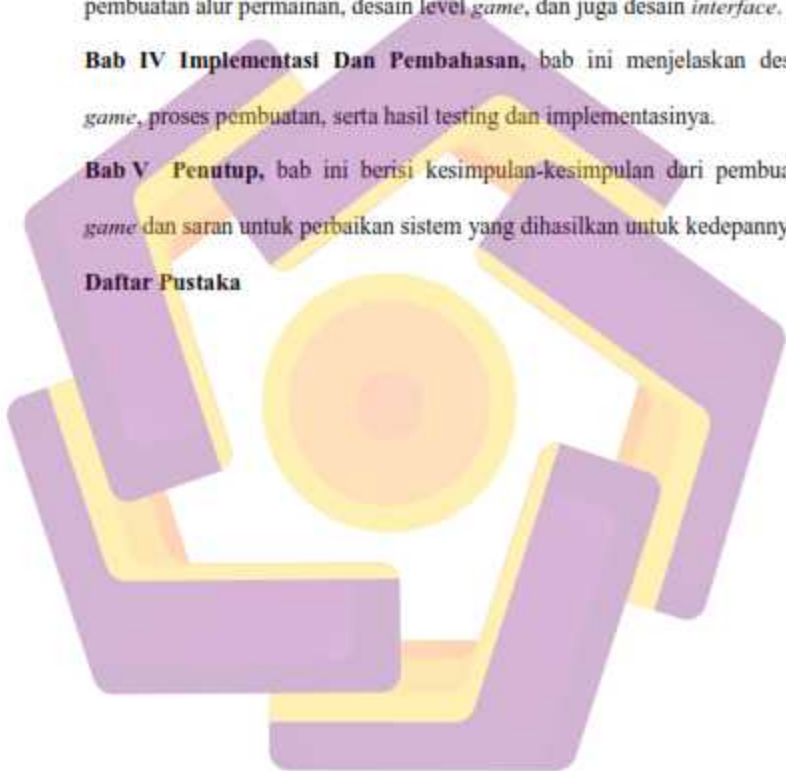 pembuatan alur permainan, desain level game, dan juga desain interface.
Bab IV Implementasi Dan Pembahasan, bab ini menjelaskan des
game, proses pembuatan, serta hasil testing dan implementasinya.
Bab V Penutup, bab ini berisi kesimpulan-kesimpulan dari pembua
game dan saran untuk perbaikan sistem yang dihasilkan untuk kedepanny
Daftar Pustaka